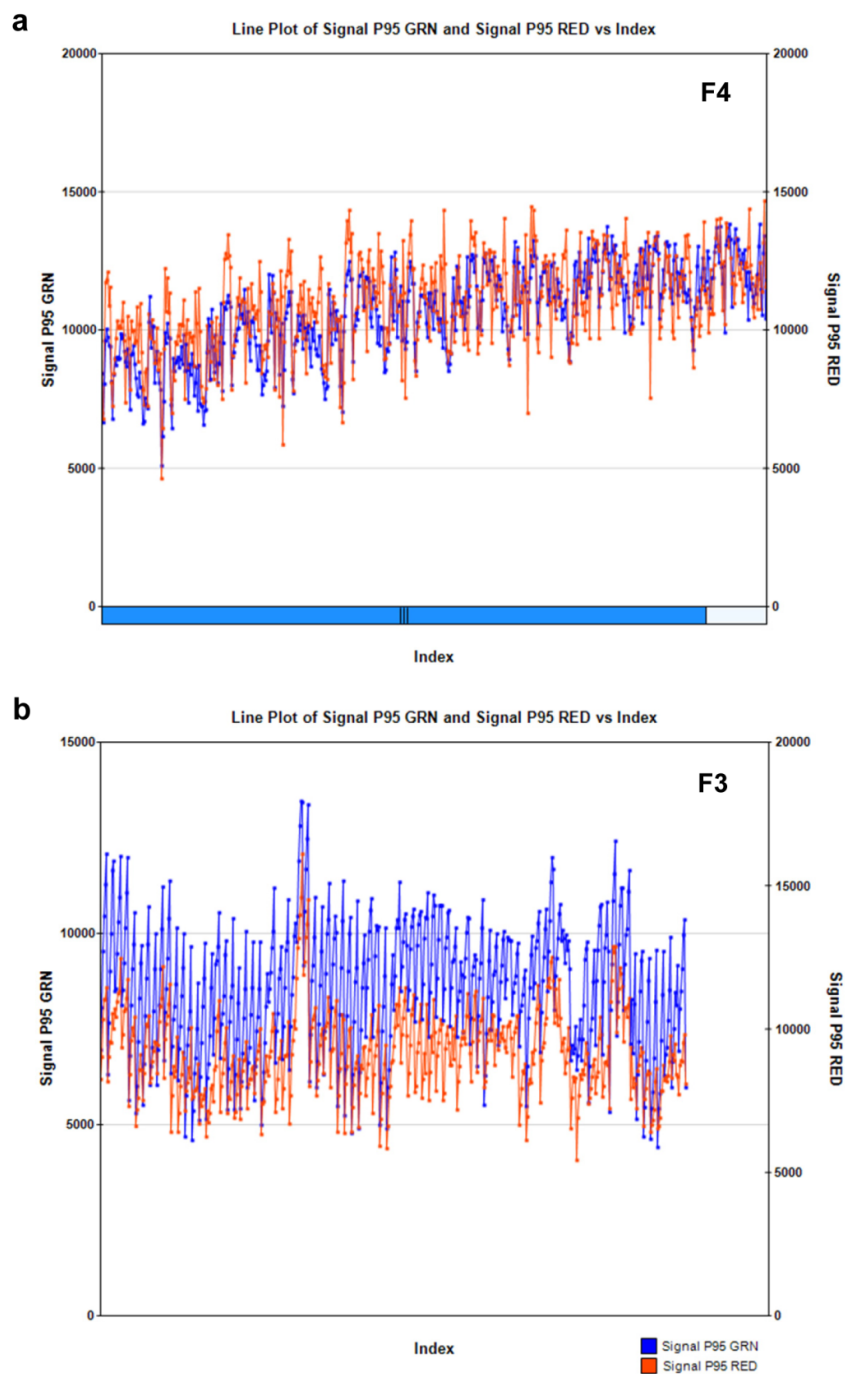 a
Line Plot of Signal P95 GRN and Signal P95 RED vs Index
20000
20000
F4
15000
15000
Signal P95 GRN
10000
10000
Signal P95 RED
5000
5000
0
0
Index
b
Line Plot of Signal P95 GRN and Signal P95 RED vs Index
15000
20000
F3
15000
10000
Signal P95 GRN
10000
Signal P95 RED
5000
5000
0
0
Index
Signal P95 GRN
Signal P95 RED